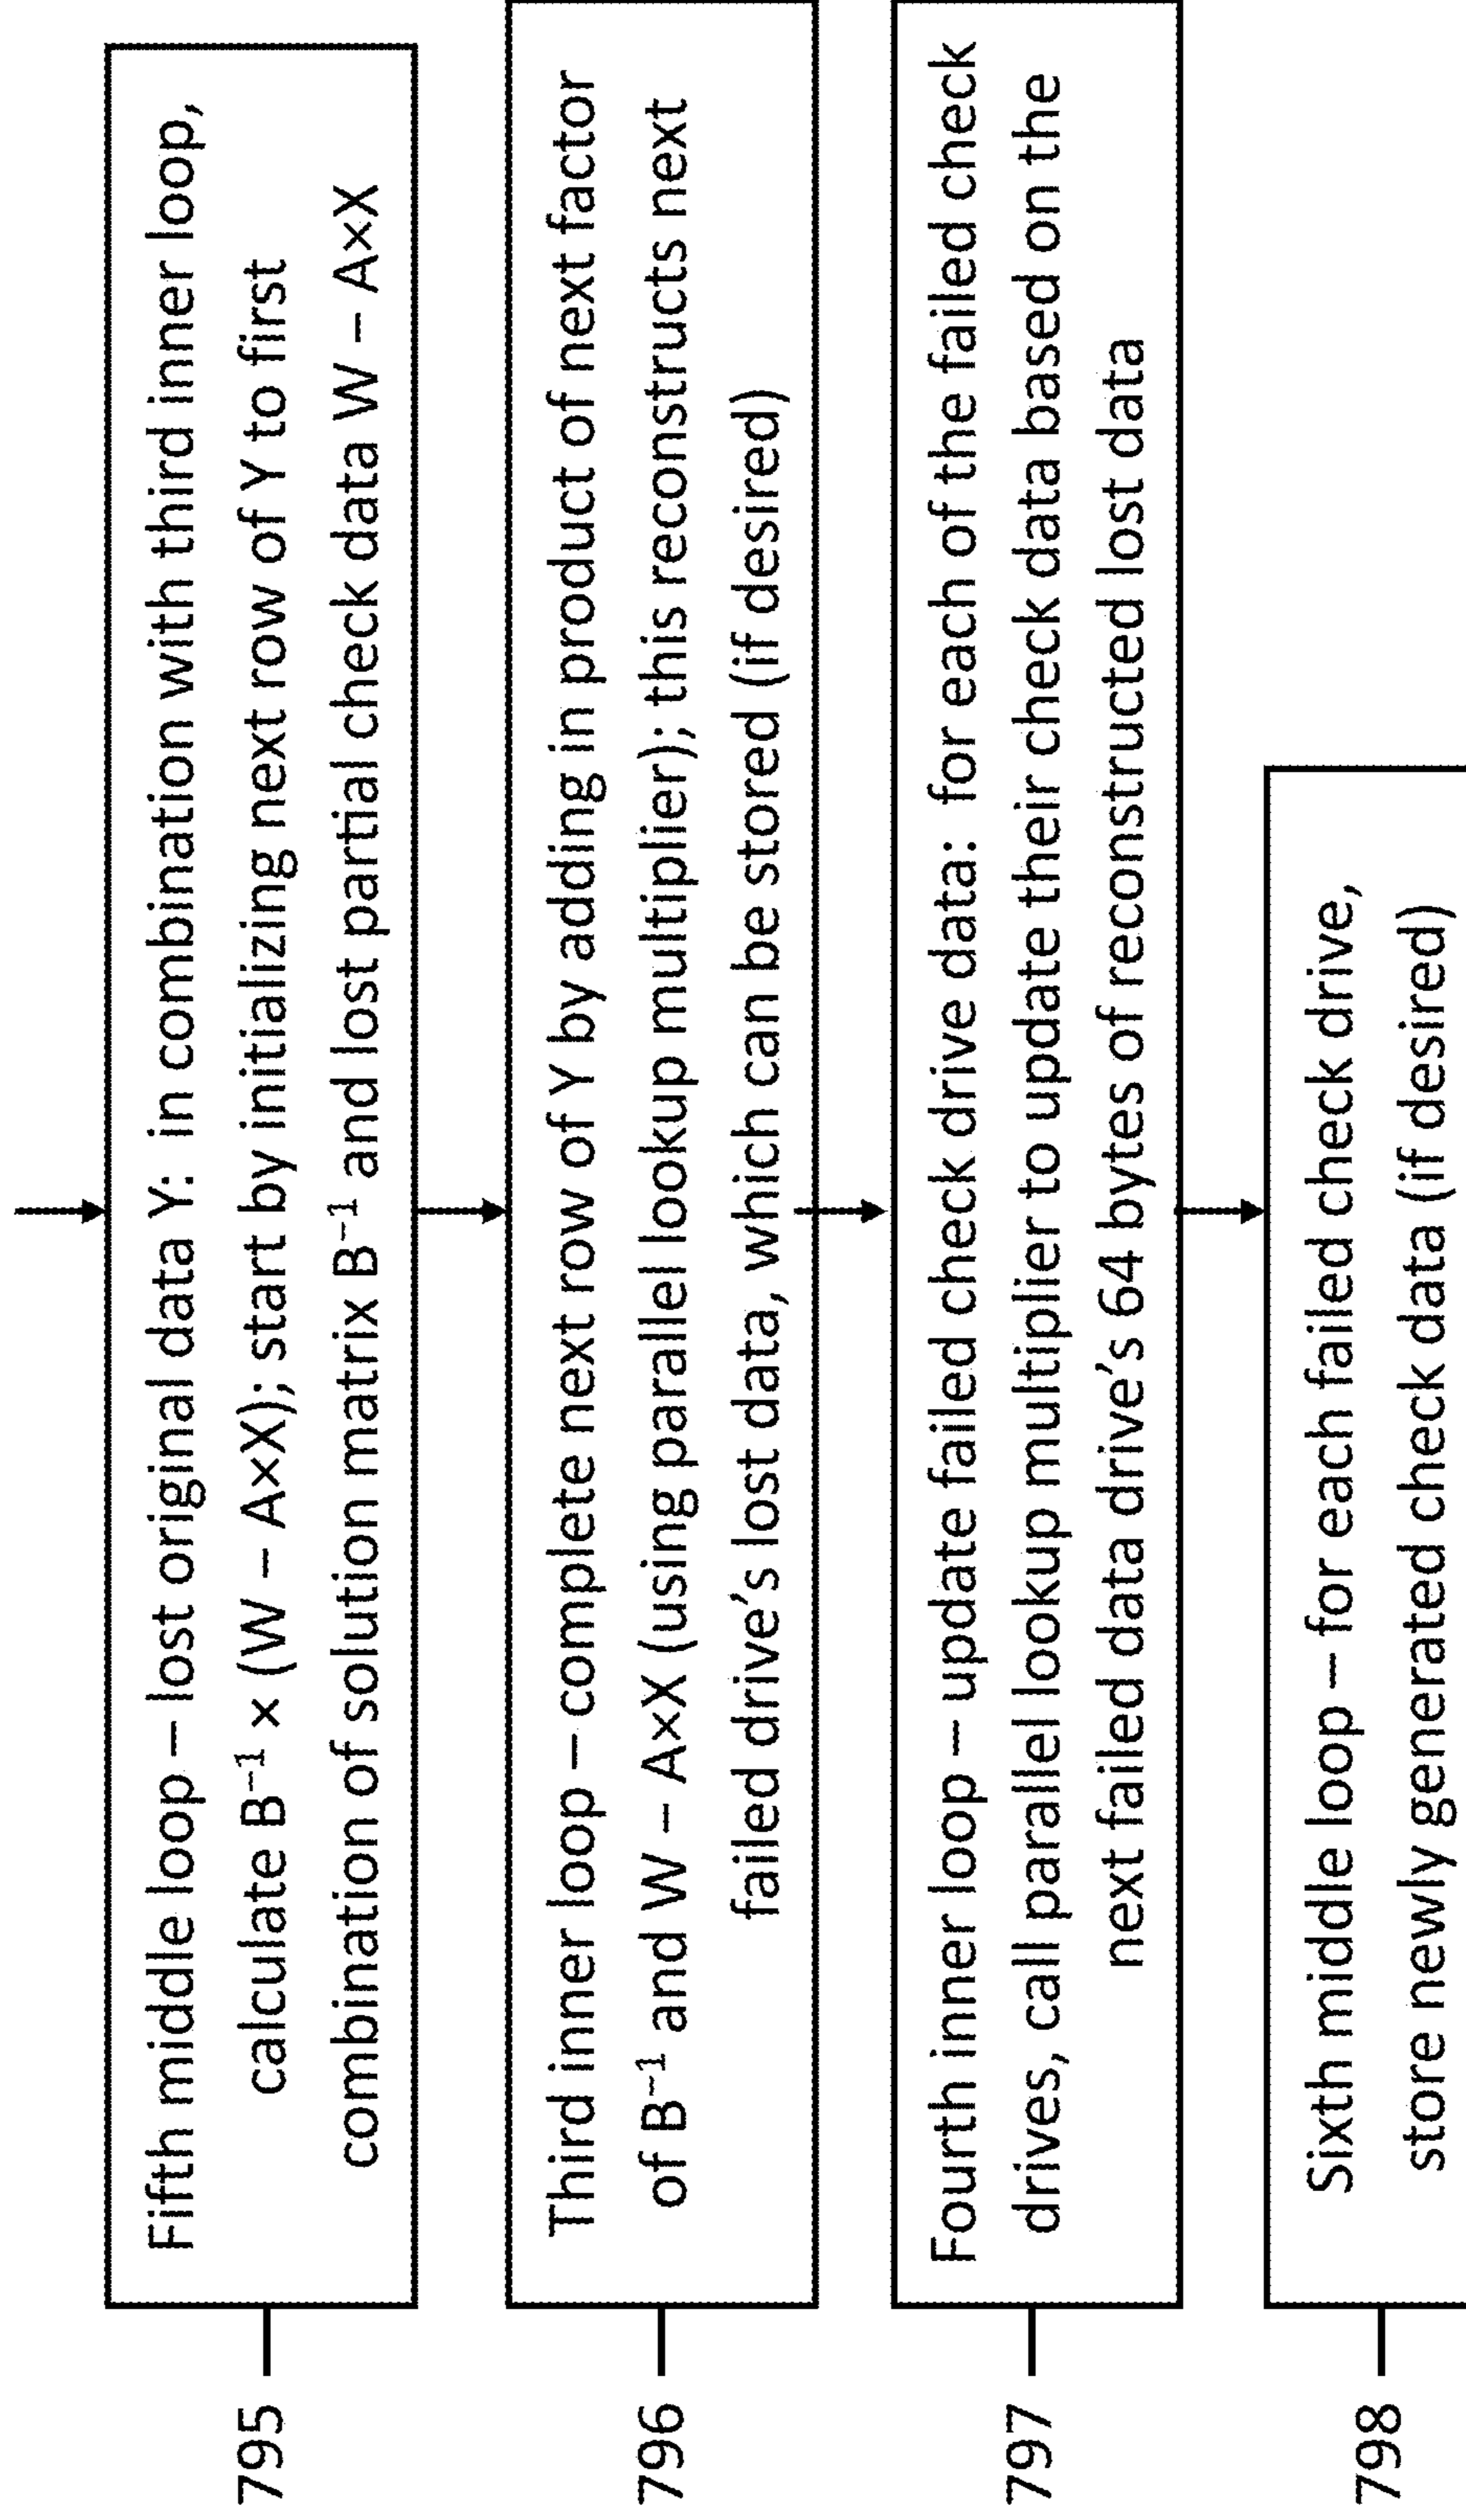 795
Fifth middle loop – lost original data Y: in combination with third inner loop,
calculate B⁻¹ × (W – A×X); start by initializing next row of Y to first
combination of solution matrix B⁻¹ and lost partial check data W – A×X
796
Third inner loop – complete next row of Y by adding in product of next factor
of B⁻¹ and W – A×X (using parallel lookup multiplier); this reconstructs next
failed drive's lost data, which can be stored (if desired)
797
Fourth inner loop – update failed check drive data: for each of the failed check
drives, call parallel lookup multiplier to update their check data based on the
next failed data drive's 64 bytes of reconstructed lost data
798
Sixth middle loop – for each failed check drive,
store newly generated check data (if desired)